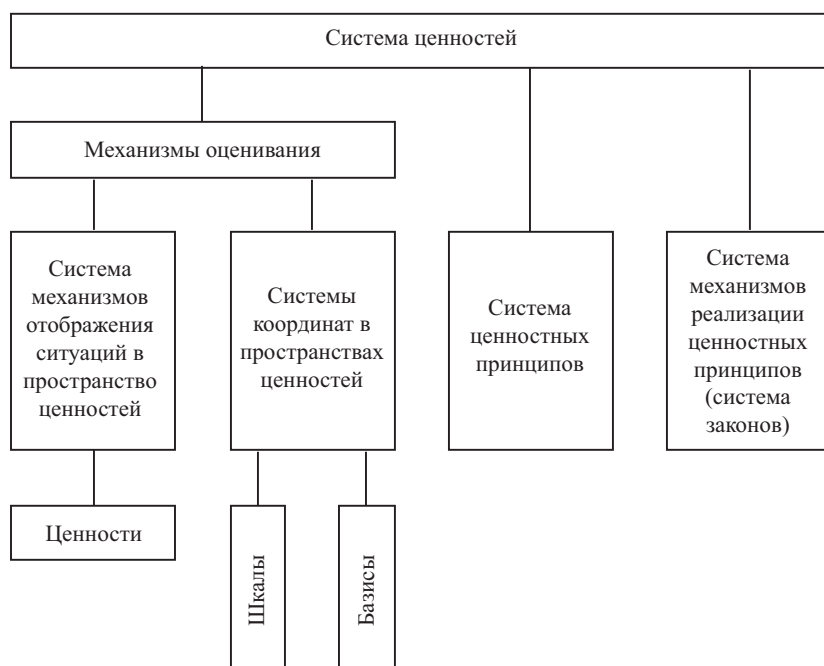 Система ценностей
Механизмы оценивания
Система
механизмов
отображения
ситуаций в
пространство
ценностей
Системы
координат в
пространствах
ценностей
Система
ценностных
принципов
Система
механизмов
реализации
ценностных
принципов
(система
законов)
Ценности
Шкалы
Базисы